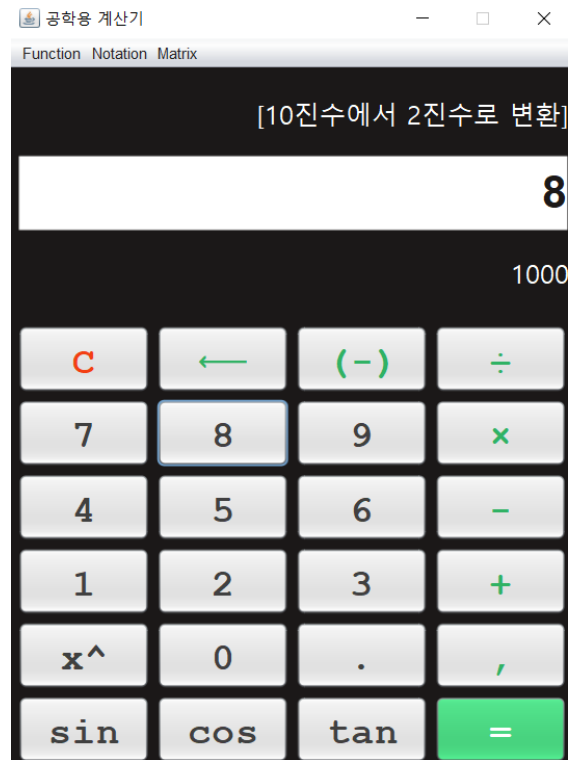 공학용 계산기
Function Notation Matrix
[10진수에서 2진수로 변환]
8
1000
C ← (-) ÷
7 8 9 ×
4 5 6 -
1 2 3 +
x^ 0 . ,
sin cos tan =